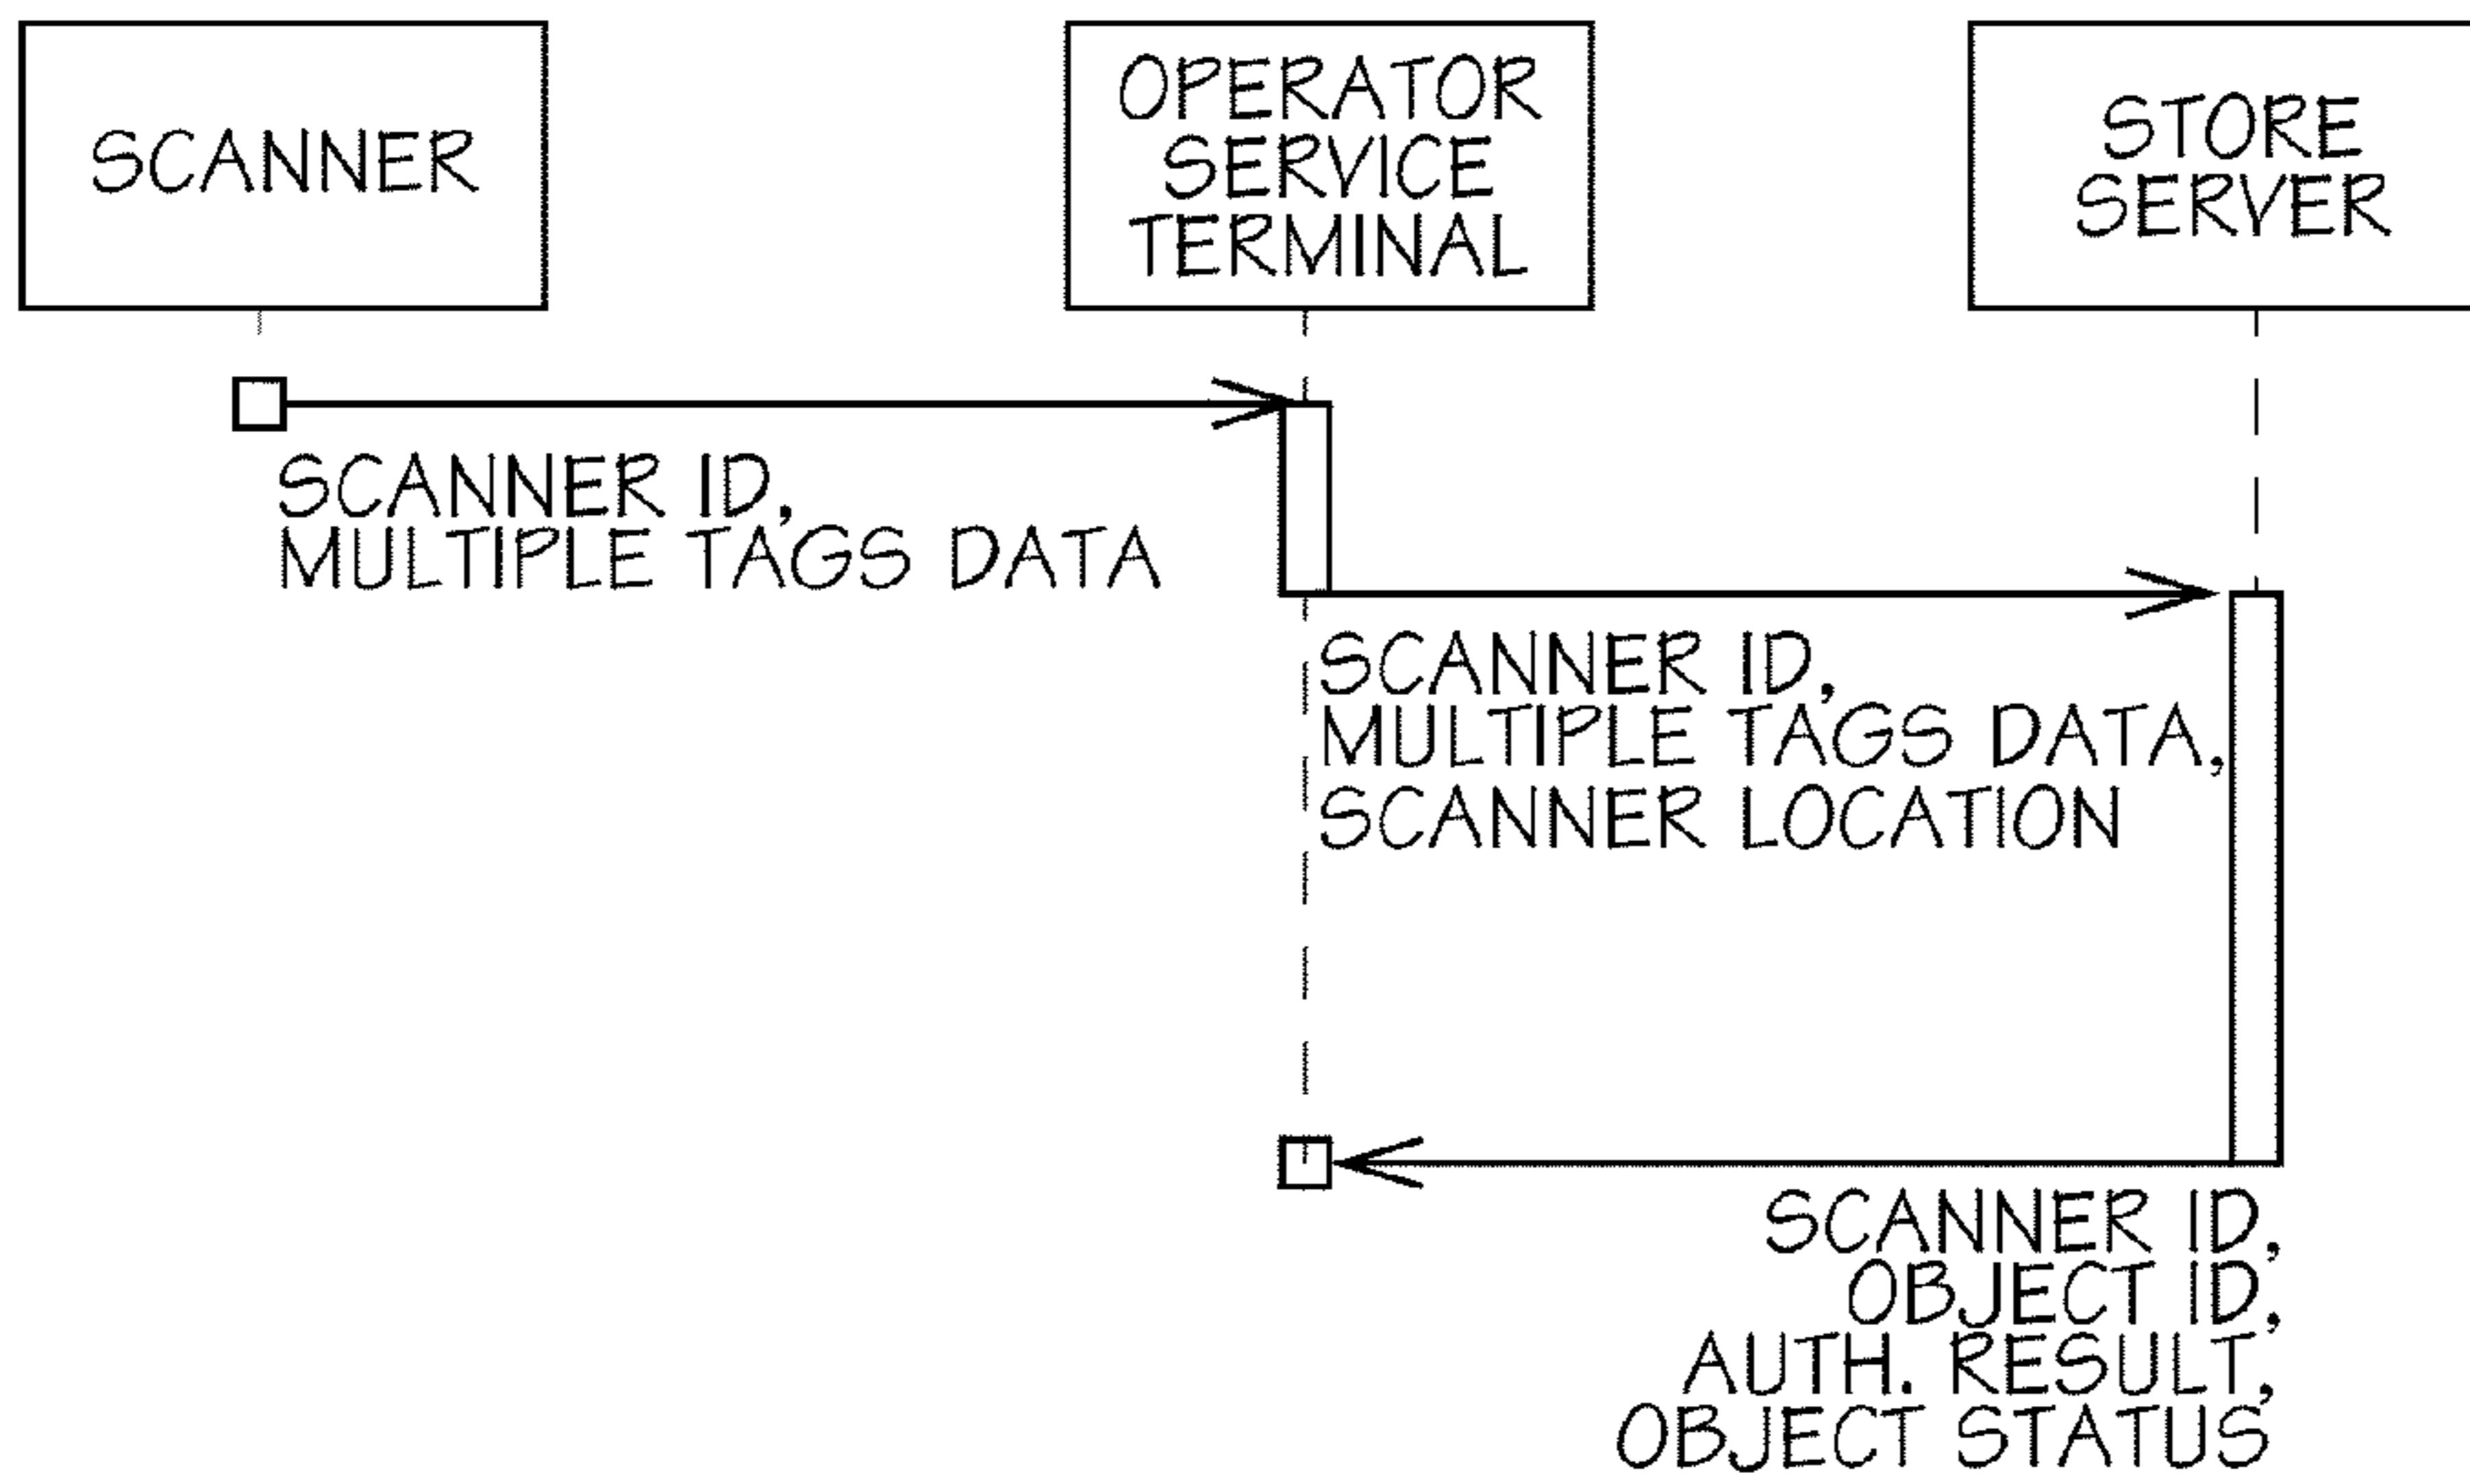 SCANNER
OPERATOR
SERVICE
TERMINAL
STORE
SERVER
SCANNER ID,
MULTIPLE TAGS DATA
SCANNER ID,
MULTIPLE TAGS DATA,
SCANNER LOCATION
SCANNER ID,
OBJECT ID,
AUTH. RESULT,
OBJECT STATUS